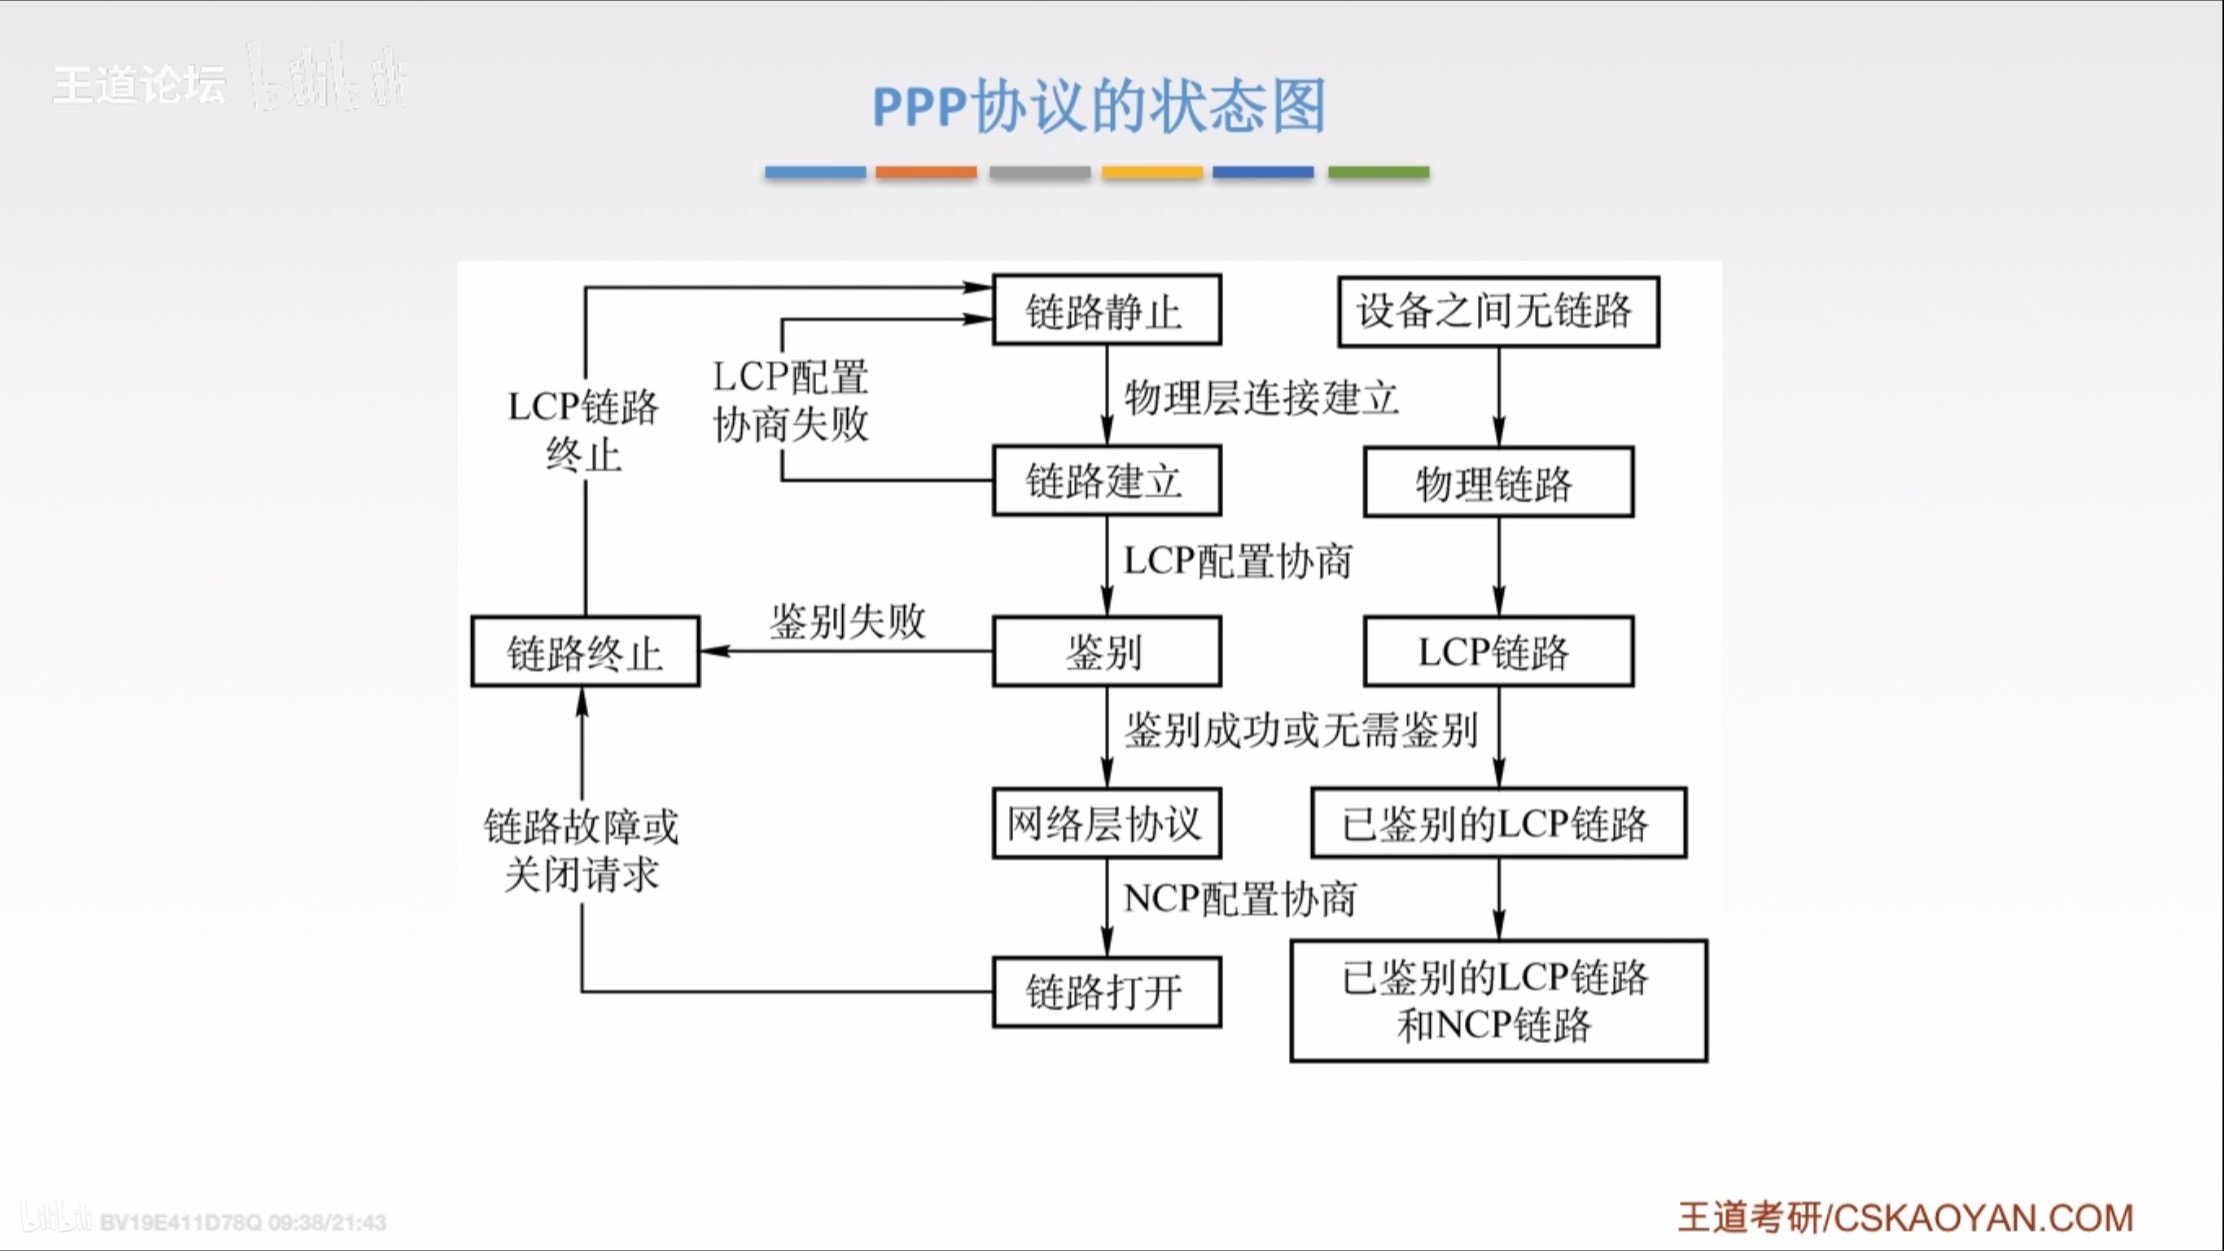 王道论坛 bilibili
PPP协议的状态图
链路静止
设备之间无链路
LCP配置
协商失败
物理层连接建立
LCP链路
终止
链路建立
物理链路
LCP配置协商
鉴别失败
链路终止
鉴别
LCP链路
鉴别成功或无需鉴别
链路故障或
关闭请求
网络层协议
已鉴别的LCP链路
NCP配置协商
链路打开
已鉴别的LCP链路
和NCP链路
bilibili BV19E411D78Q 09:38/21:43
王道考研/CSKAOYAN.COM